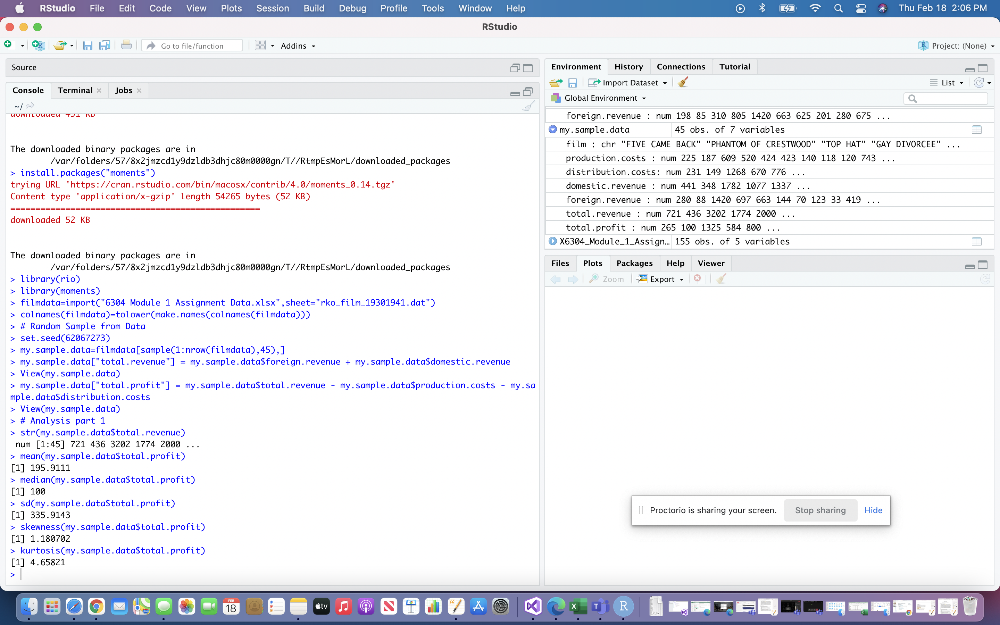 RStudio File Edit Code View Plots Session Build Debug Profile Tools Window Help Thu Feb 18 2:06 PM
RStudio
Go to file/function Addins Project: (None)
Source
Console Terminal Jobs
~/
downloaded 491 KB
The downloaded binary packages are in
/var/folders/57/8x2jmzcd1y9dzldb3dhjc80m0000gn/T//RtmpEsMorL/downloaded_packages
> install.packages("moments")
trying URL 'https://cran.rstudio.com/bin/macosx/contrib/4.0/moments_0.14.tgz'
Content type 'application/x-gzip' length 54265 bytes (52 KB)
==================================================
downloaded 52 KB
The downloaded binary packages are in
/var/folders/57/8x2jmzcd1y9dzldb3dhjc80m0000gn/T//RtmpEsMorL/downloaded_packages
> library(rio)
> library(moments)
> filmdata=import("6304 Module 1 Assignment Data.xlsx",sheet="rko_film_19301941.dat")
> colnames(filmdata)=tolower(make.names(colnames(filmdata)))
> # Random Sample from Data
> set.seed(62067273)
> my.sample.data=filmdata[sample(1:nrow(filmdata),45),]
> my.sample.data["total.revenue"] = my.sample.data$foreign.revenue + my.sample.data$domestic.revenue
> View(my.sample.data)
> my.sample.data["total.profit"] = my.sample.data$total.revenue - my.sample.data$production.costs - my.sa
mple.data$distribution.costs
> View(my.sample.data)
> # Analysis part 1
> str(my.sample.data$total.revenue)
num [1:45] 721 436 3202 1774 2000 ...
> mean(my.sample.data$total.profit)
[1] 195.9111
> median(my.sample.data$total.profit)
[1] 100
> sd(my.sample.data$total.profit)
[1] 335.9143
> skewness(my.sample.data$total.profit)
[1] 1.180702
> kurtosis(my.sample.data$total.profit)
[1] 4.65821
>
Environment History Connections Tutorial
Import Dataset List
Global Environment
foreign.revenue : num 198 85 310 805 1420 663 625 201 280 675 ...
my.sample.data 45 obs. of 7 variables
film : chr "FIVE CAME BACK" "PHANTOM OF CRESTWOOD" "TOP HAT" "GAY DIVORCEE" ...
production.costs : num 225 187 609 520 424 423 140 118 120 743 ...
distribution.costs: num 231 149 1268 670 776 ...
domestic.revenue : num 441 348 1782 1077 1337 ...
foreign.revenue : num 280 88 1420 697 663 144 70 123 33 419 ...
total.revenue : num 721 436 3202 1774 2000 ...
total.profit : num 265 100 1325 584 800 ...
X6304_Module_1_Assign… 155 obs. of 5 variables
Files Plots Packages Help Viewer
Zoom Export
Proctorio is sharing your screen. Stop sharing Hide
FEB
18
tv
XLSX